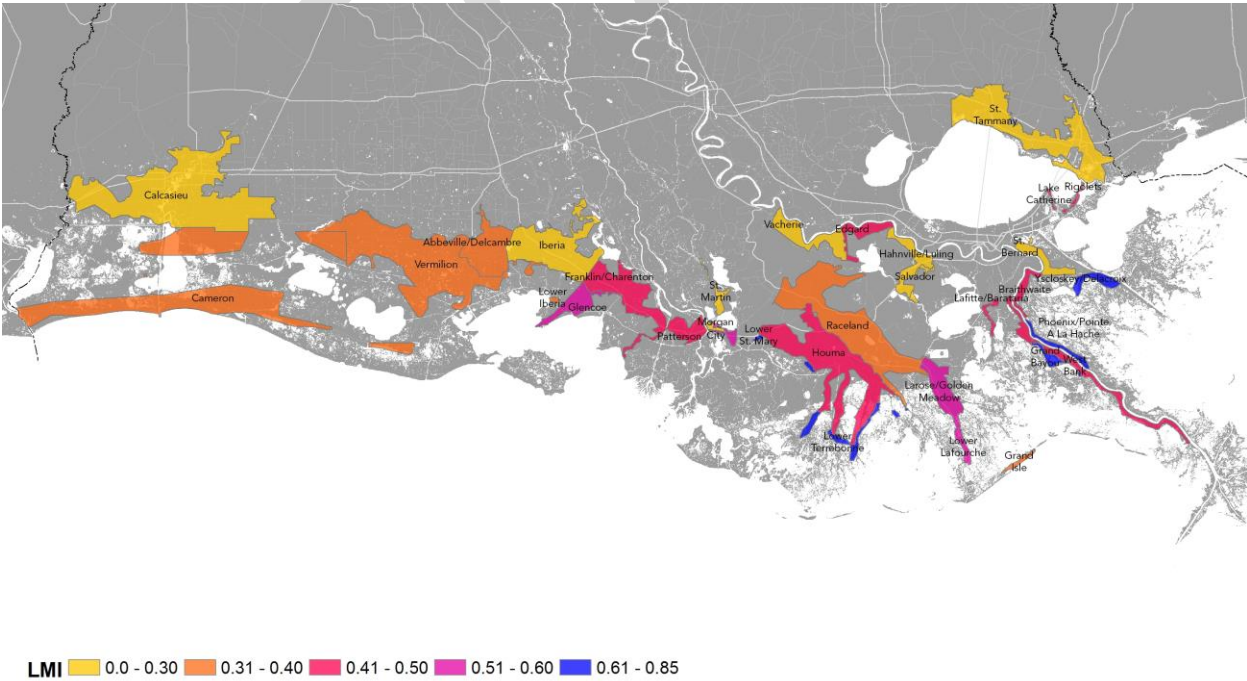 St.
Tammany
Calcasieu
Lake
Catherine
Rigolets
Vacherie
Edgard
Abbeville/Delcambre
Iberia
Hahnville/Luling
St.
Bernard
Vermilion
Franklin/Charenton
Salvador
Yscloskey/Delacroix
Braithwaite
Lafitte/Barataria
Cameron
Lower
Iberia
Glencoe
St.
Martin
Morgan
City
Patterson
Lower
St. Mary
Raceland
Houma
Phoenix/Pointe
A La Hache
Grand
Bayou
West
Bank
Larose/Golden
Meadow
Lower
Terrebonne
Lower
Lafourche
Grand
Isle
LMI 0.0 - 0.30 0.31 - 0.40 0.41 - 0.50 0.51 - 0.60 0.61 - 0.85